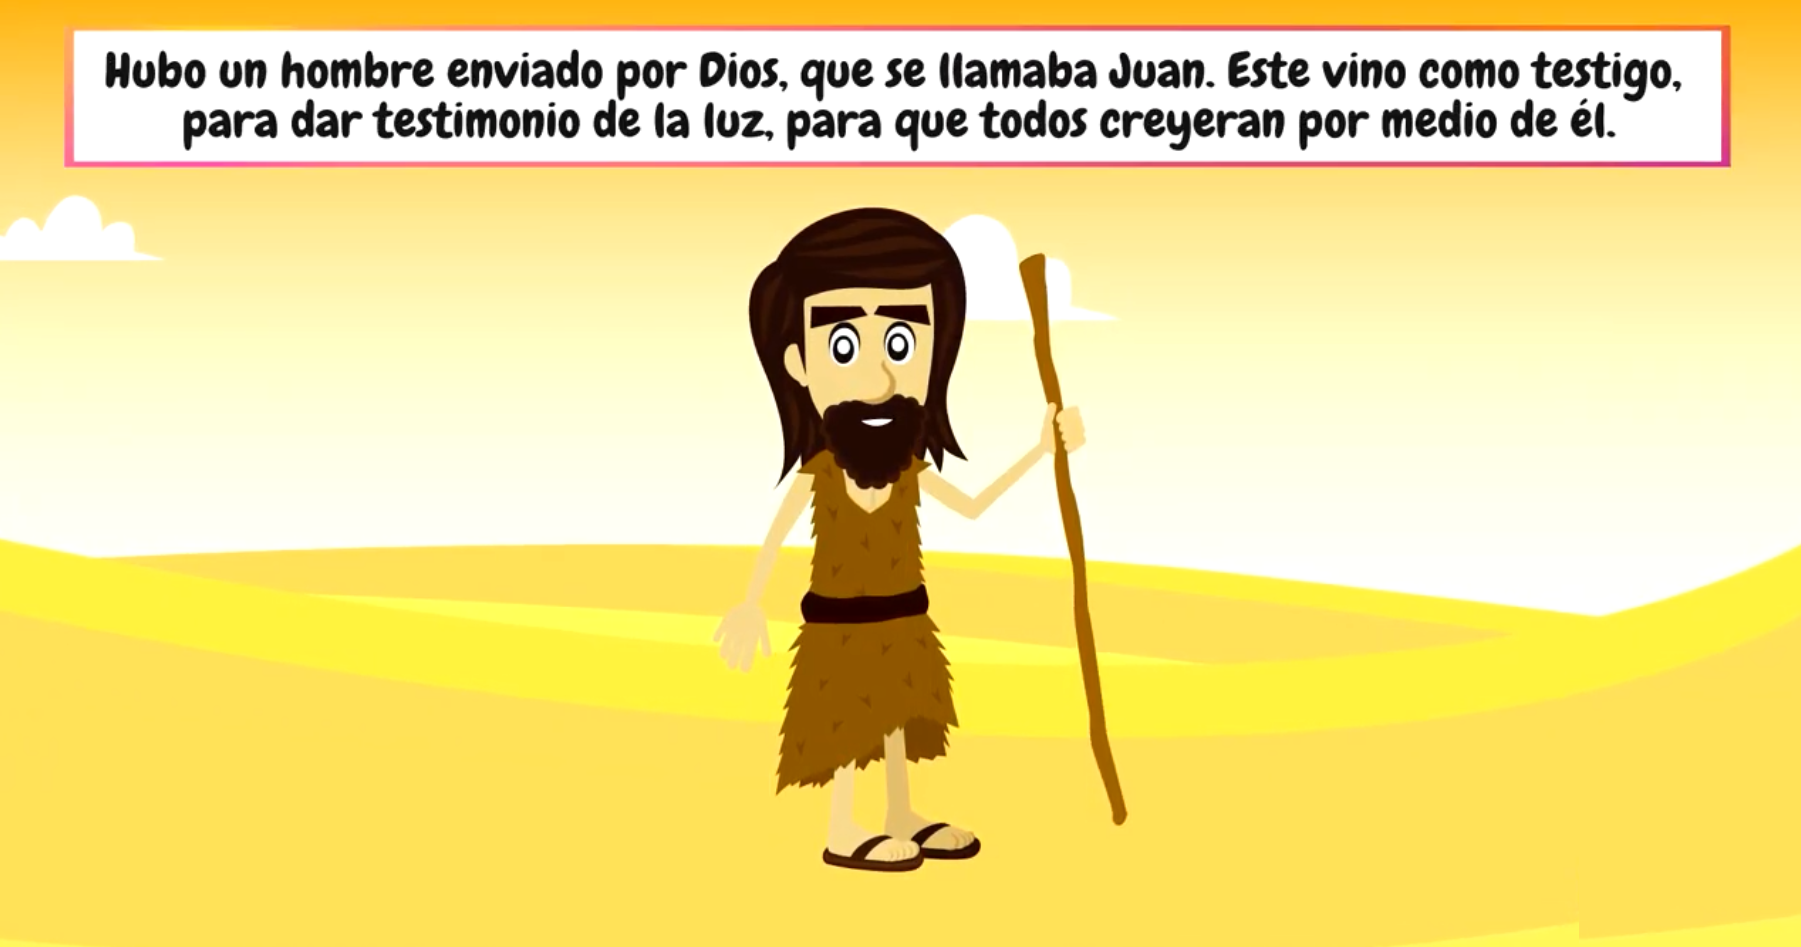 Hubo un hombre enviado por Dios, que se llamaba Juan. Este vino como testigo,
para dar testimonio de la luz, para que todos creyeran por medio de él.